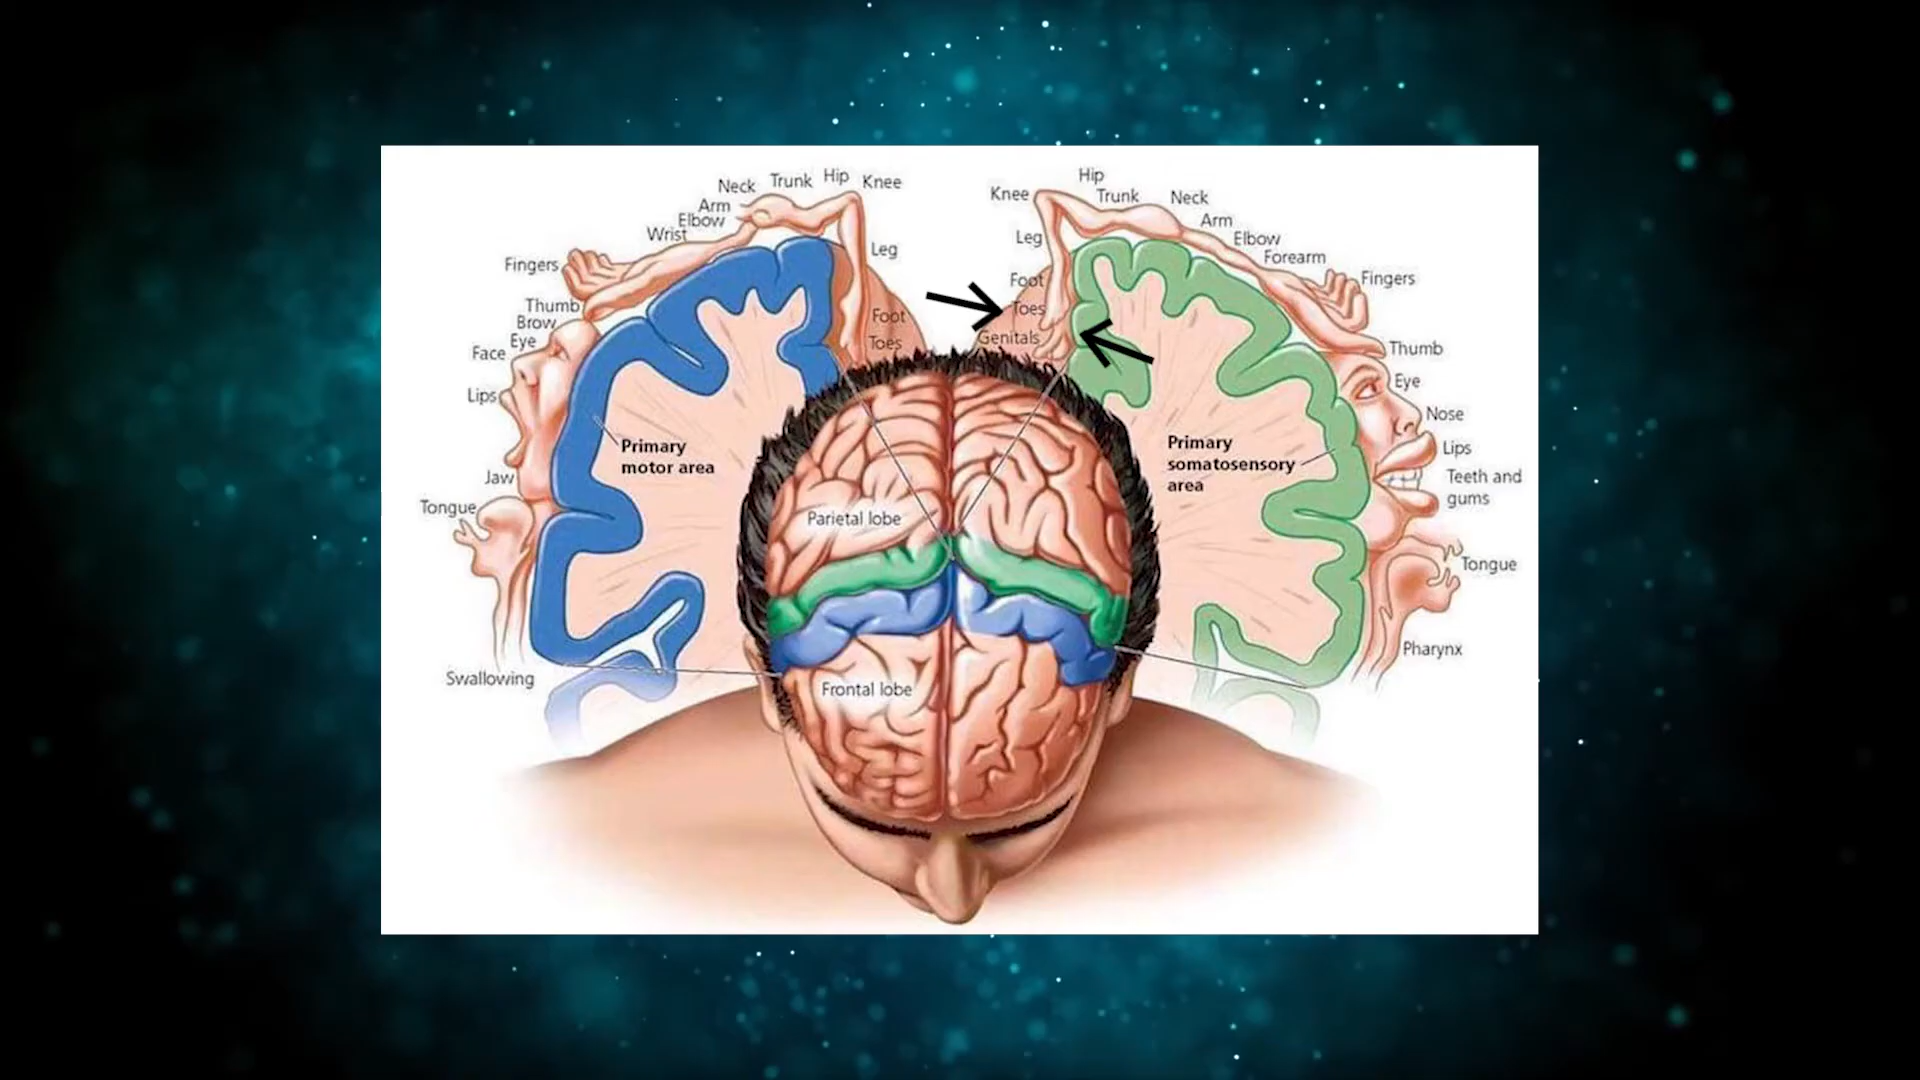 Neck
Trunk
Hip
Knee
Arm
Elbow
Wrist
Leg
Fingers
Thumb
Brow
Eye
Face
Foot
Toes
Lips
Primary
motor area
Jaw
Tongue
Swallowing
Hip
Knee
Trunk
Neck
Arm
Leg
Elbow
Forearm
Foot
Fingers
Toes
Genitals
Thumb
Eye
Nose
Primary
somatosensory
area
Lips
Teeth and
gums
Tongue
Pharynx
Parietal lobe
Frontal lobe